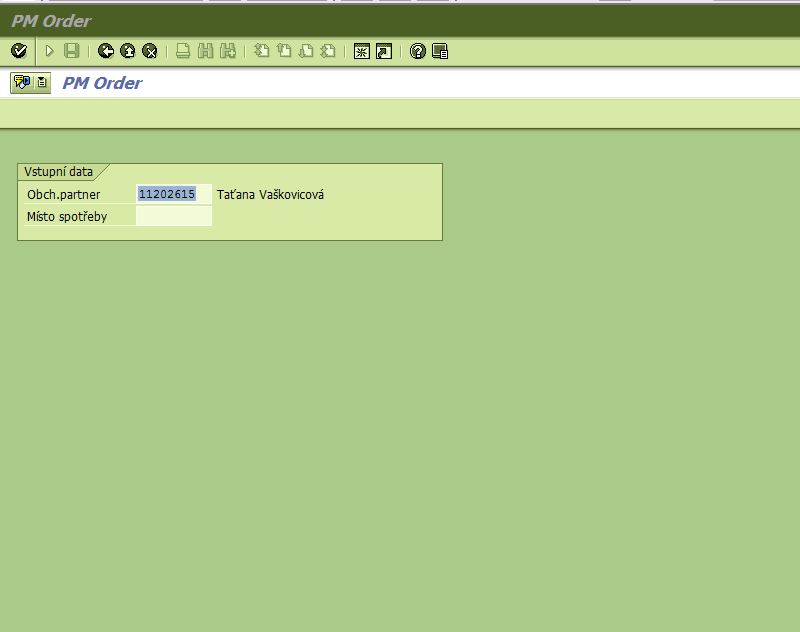 PM Order
PM Order
Vstupní data
Obch.partner 11202615 Taťana Vaškovicová
Místo spotřeby